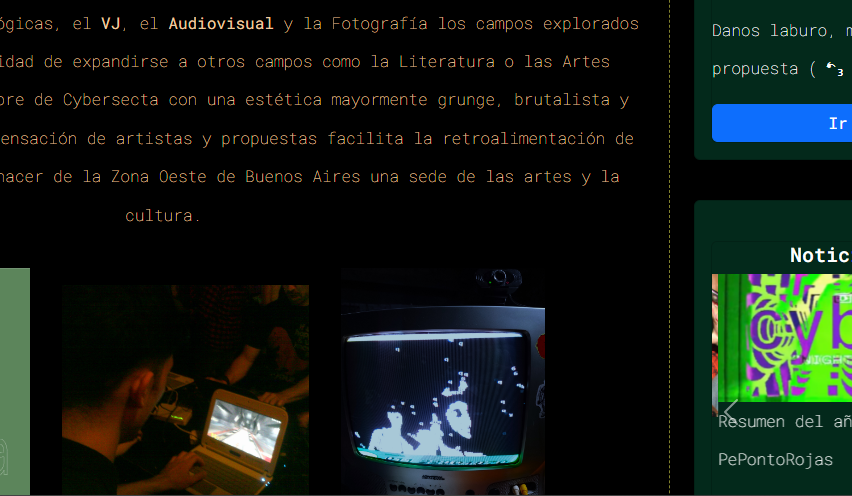 ógicas, el VJ, el Audiovisual y la Fotografía los campos explorados
idad de expandirse a otros campos como la Literatura o las Artes
bre de Cybersecta con una estética mayormente grunge, brutalista y
ensación de artistas y propuestas facilita la retroalimentación de
hacer de la Zona Oeste de Buenos Aires una sede de las artes y la
cultura.
Danos laburo, m
propuesta (
Ir
Notic
cyb
Resumen del añ
PePontoRojas